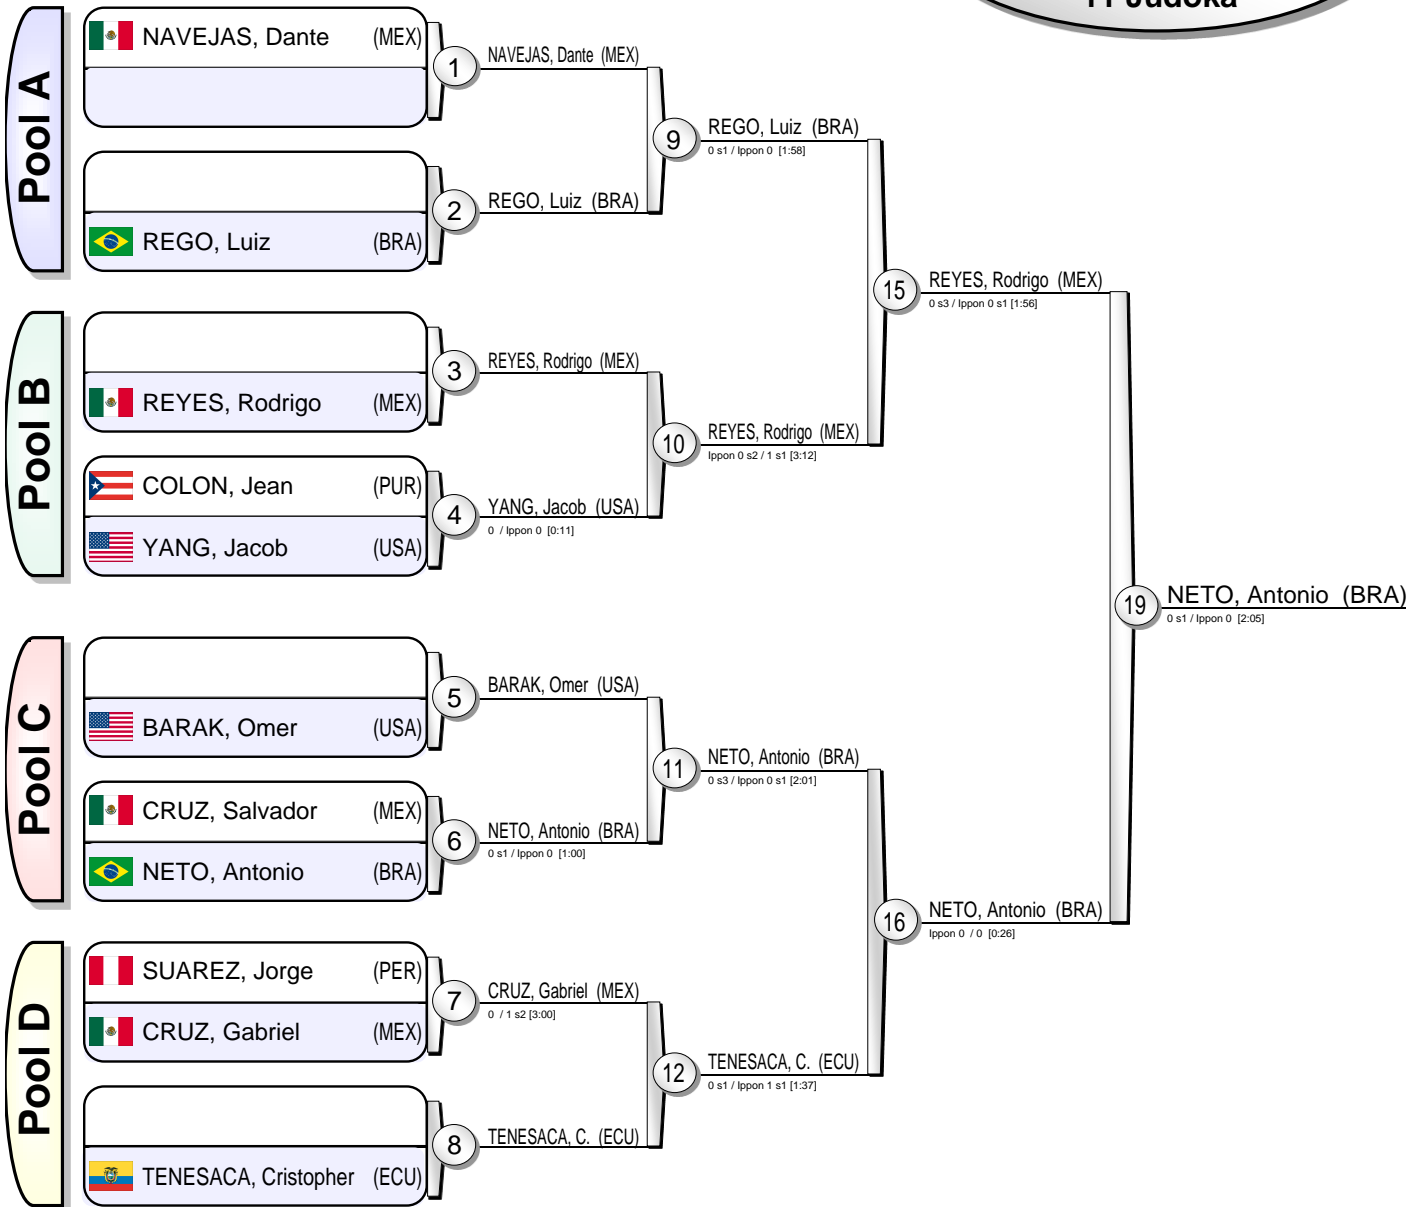 11 Judoka
Pool A
NAVEJAS, Dante (MEX)
1
NAVEJAS, Dante (MEX)
2
REGO, Luiz (BRA)
REGO, Luiz (BRA)
9
REGO, Luiz (BRA)
0 s1 / Ippon 0 [1:58]
Pool B
3
REYES, Rodrigo (MEX)
REYES, Rodrigo (MEX)
COLON, Jean (PUR)
YANG, Jacob (USA)
4
YANG, Jacob (USA)
0 / Ippon 0 [0:11]
10
REYES, Rodrigo (MEX)
Ippon 0 s2 / 1 s1 [3:12]
15
REYES, Rodrigo (MEX)
0 s3 / Ippon 0 s1 [1:56]
Pool C
5
BARAK, Omer (USA)
BARAK, Omer (USA)
CRUZ, Salvador (MEX)
NETO, Antonio (BRA)
6
NETO, Antonio (BRA)
0 s1 / Ippon 0 [1:00]
11
NETO, Antonio (BRA)
0 s3 / Ippon 0 s1 [2:01]
Pool D
SUAREZ, Jorge (PER)
CRUZ, Gabriel (MEX)
7
CRUZ, Gabriel (MEX)
0 / 1 s2 [3:00]
8
TENESACA, C. (ECU)
TENESACA, Cristopher (ECU)
12
TENESACA, C. (ECU)
0 s1 / Ippon 1 s1 [1:37]
16
NETO, Antonio (BRA)
Ippon 0 / 0 [0:26]
19
NETO, Antonio (BRA)
0 s1 / Ippon 0 [2:05]